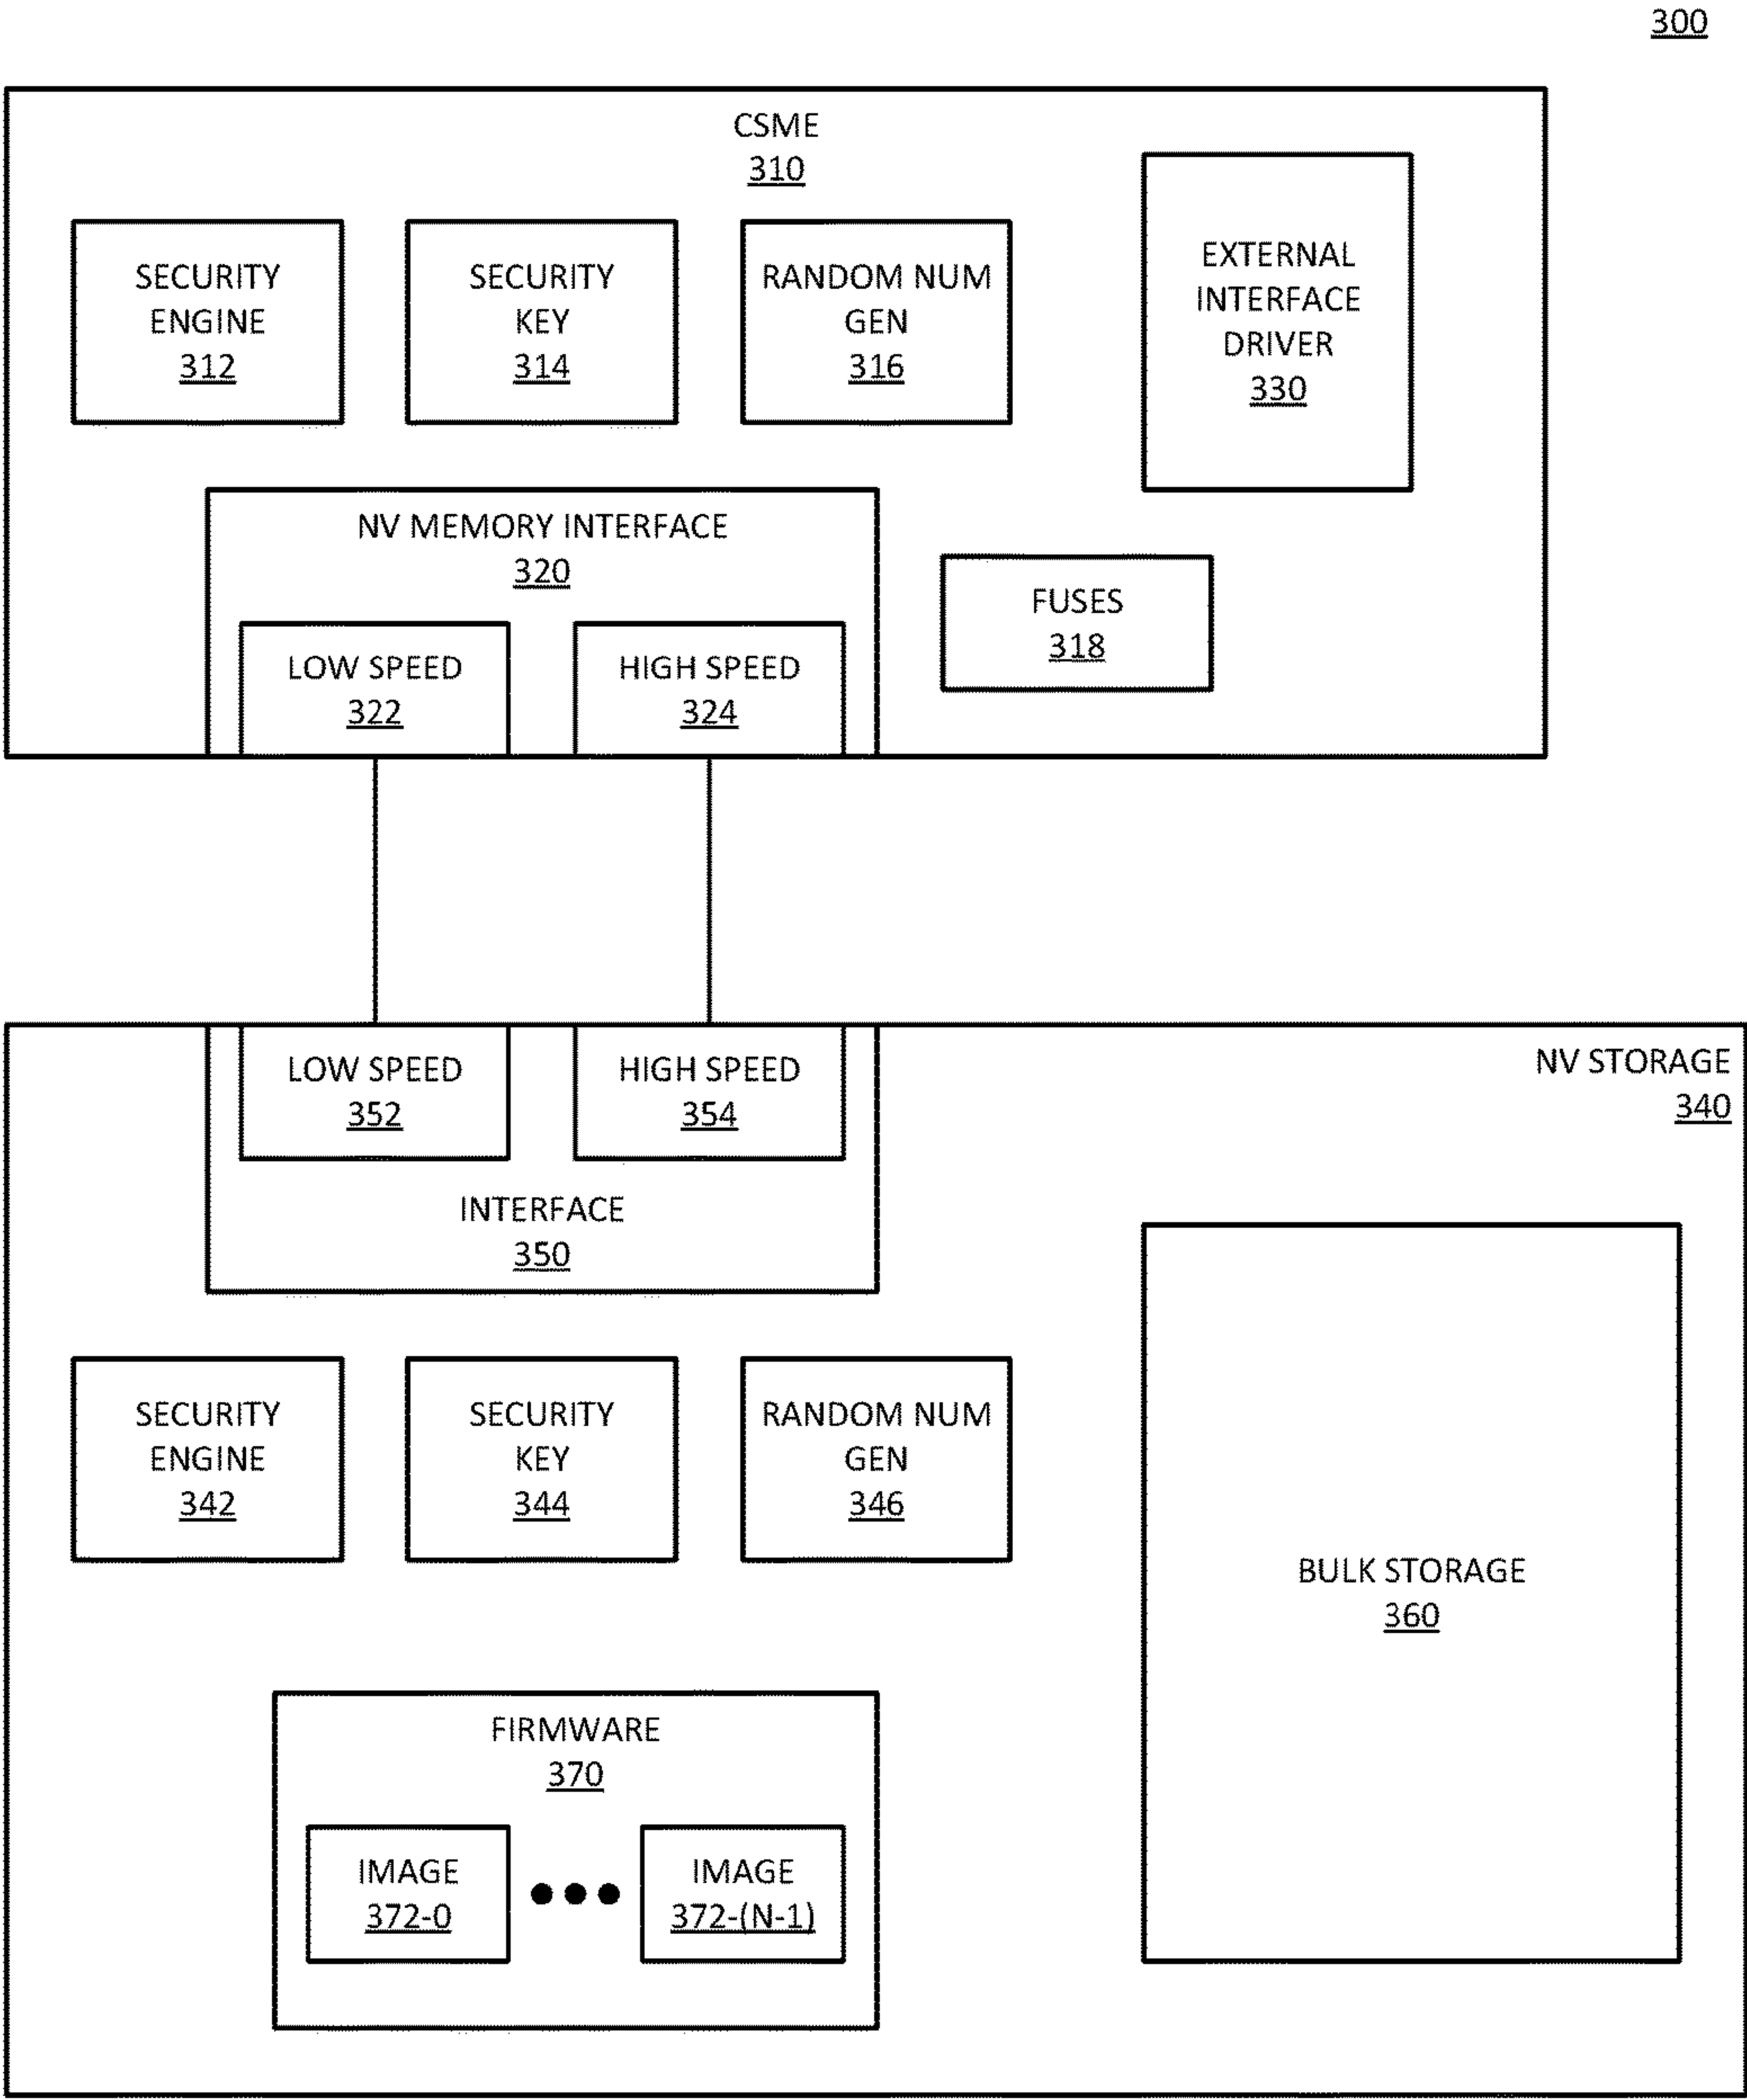 300
CSME
310
SECURITY
ENGINE
312
SECURITY
KEY
314
RANDOM NUM
GEN
316
EXTERNAL
INTERFACE
DRIVER
330
NV MEMORY INTERFACE
320
LOW SPEED
322
HIGH SPEED
324
FUSES
318
LOW SPEED
352
HIGH SPEED
354
INTERFACE
350
NV STORAGE
340
SECURITY
ENGINE
342
SECURITY
KEY
344
RANDOM NUM
GEN
346
BULK STORAGE
360
FIRMWARE
370
IMAGE
372-0
IMAGE
372-(N-1)